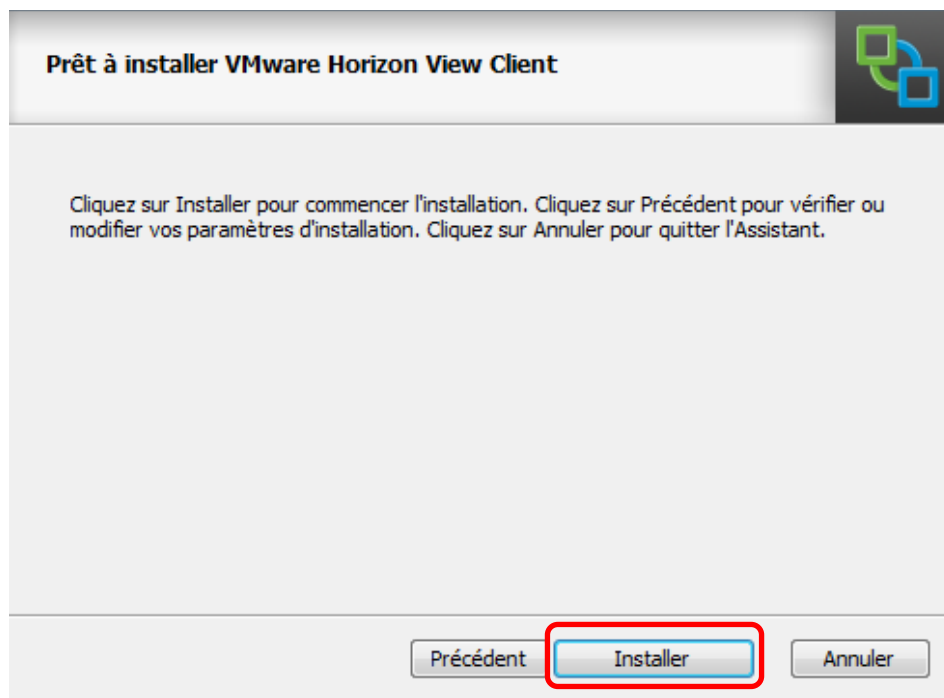 Prêt à installer VMware Horizon View Client
Cliquez sur Installer pour commencer l'installation. Cliquez sur Précédent pour vérifier ou
modifier vos paramètres d'installation. Cliquez sur Annuler pour quitter l'Assistant.
Précédent Installer Annuler